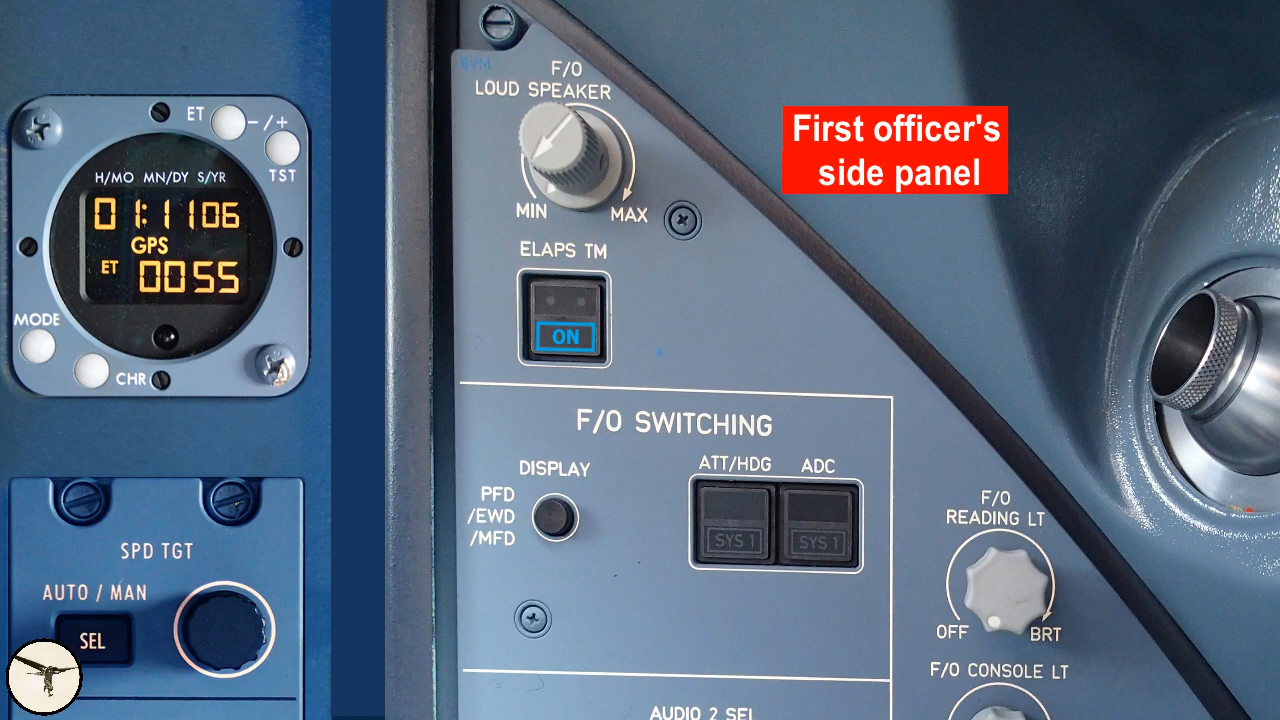 ET
- / +
TST
H/MO MN/DY S/YR
01:1106
GPS
ET 0055
MODE
CHR
SPD TGT
AUTO / MAN
SEL
EVM
F/O
LOUD SPEAKER
MIN
MAX
ELAPS TM
ON
F/O SWITCHING
DISPLAY
PFD
/EWD
/MFD
ATT/HDG
ADC
SYS 1
SYS 1
F/O
READING LT
OFF
BRT
F/O CONSOLE LT
AUDIO 2 SEL
First officer's
side panel